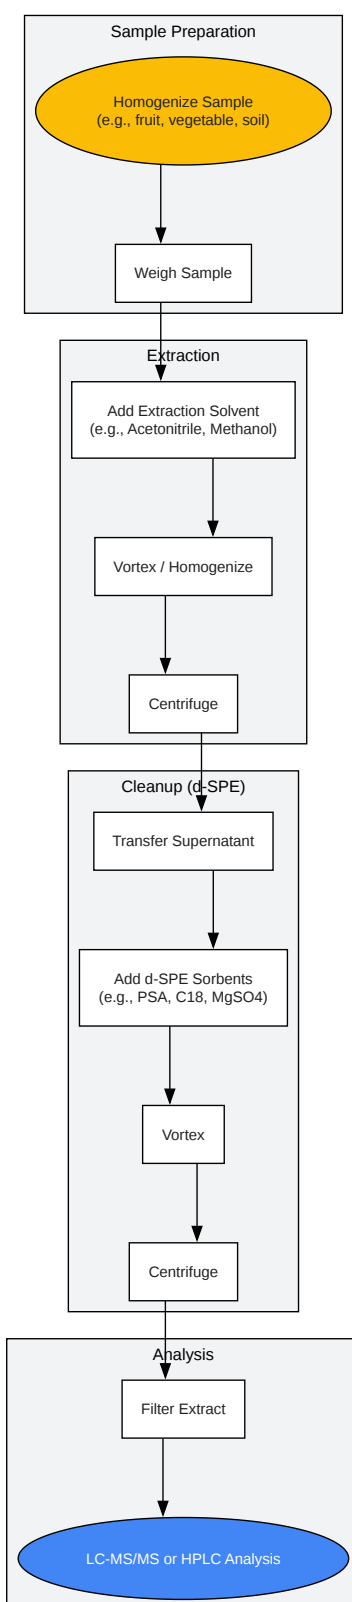 Sample Preparation
Homogenize Sample
(e.g., fruit, vegetable, soil)
Weigh Sample
Extraction
Add Extraction Solvent
(e.g., Acetonitrile, Methanol)
Vortex / Homogenize
Centrifuge
Cleanup (d-SPE)
Transfer Supernatant
Add d-SPE Sorbents
(e.g., PSA, C18, MgSO4)
Vortex
Centrifuge
Analysis
Filter Extract
LC-MS/MS or HPLC Analysis